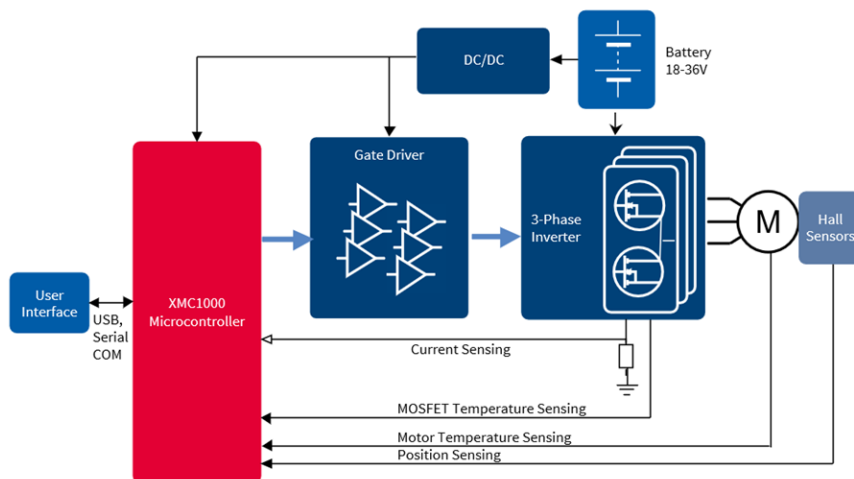 DC/DC
Battery
18-36V
Gate Driver
3-Phase
Inverter
M
Hall
Sensors
User
Interface
USB,
Serial
COM
XMC1000
Microcontroller
Current Sensing
MOSFET Temperature Sensing
Motor Temperature Sensing
Position Sensing